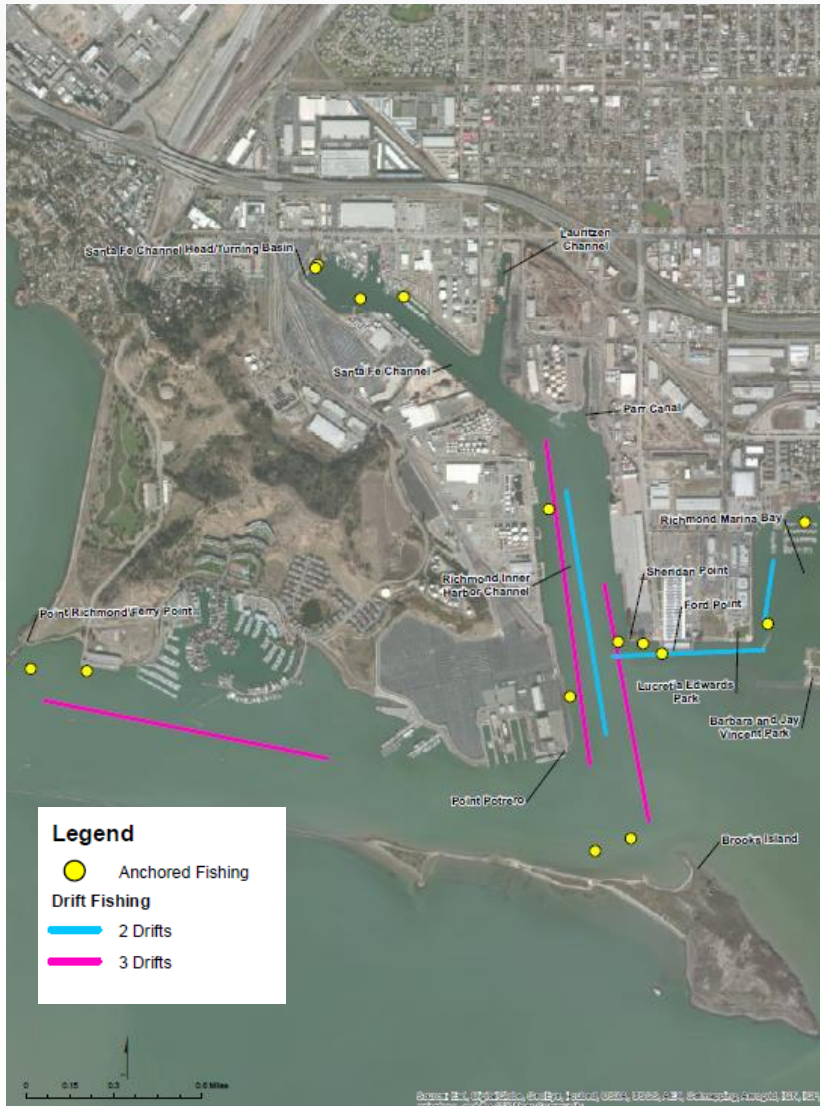 Lauritzen
Channel
Santa Fe Channel Head/Turning Basin
Santa Fe Channel
Parr Canal
Richmond Marina Bay
Richmond Inner
Harbor Channel
Sheridan Point
Ford Point
Point Richmond/Ferry Point
Lucretia Edwards
Park
Barbara and Jay
Vincent Park
Point Potrero
Brooks Island
Legend
Anchored Fishing
Drift Fishing
2 Drifts
3 Drifts
0 0.15 0.3 0.6 Miles